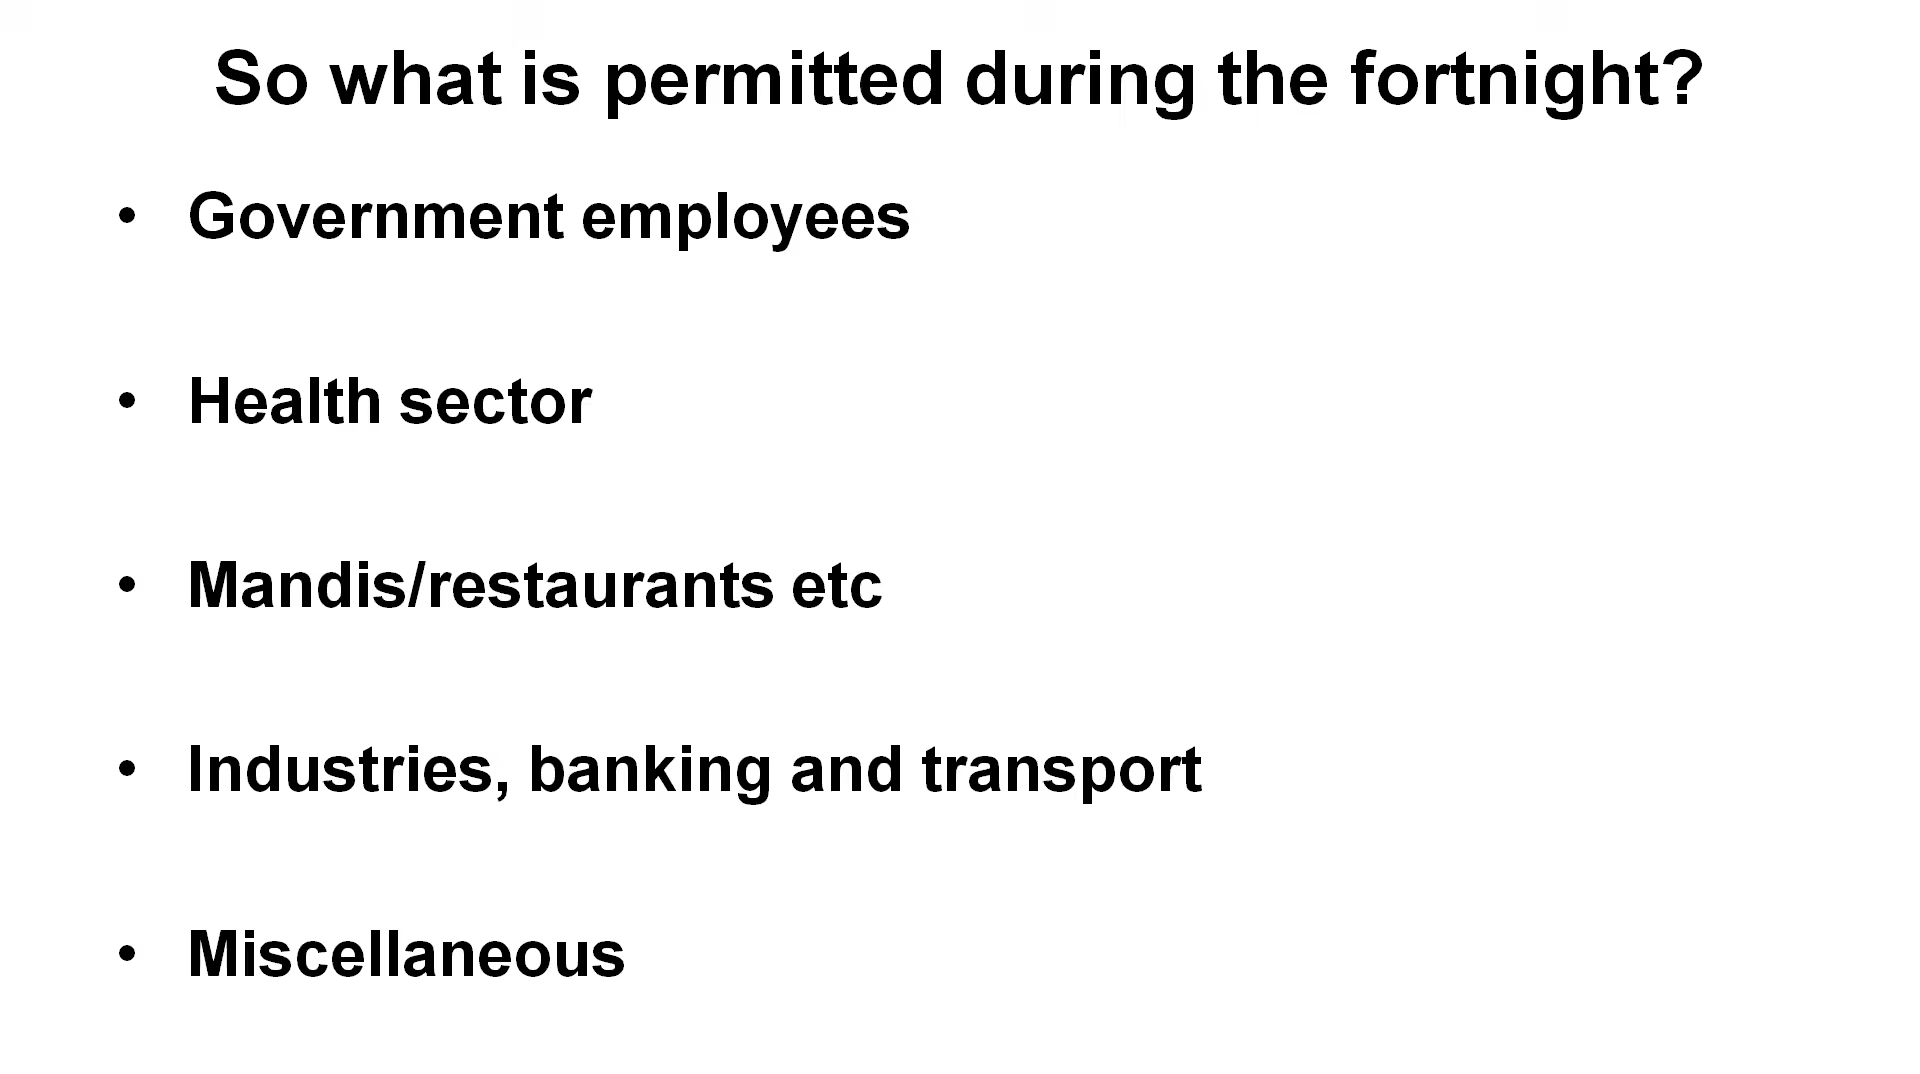 So what is permitted during the fortnight?
• Government employees
• Health sector
• Mandis/restaurants etc
• Industries, banking and transport
• Miscellaneous